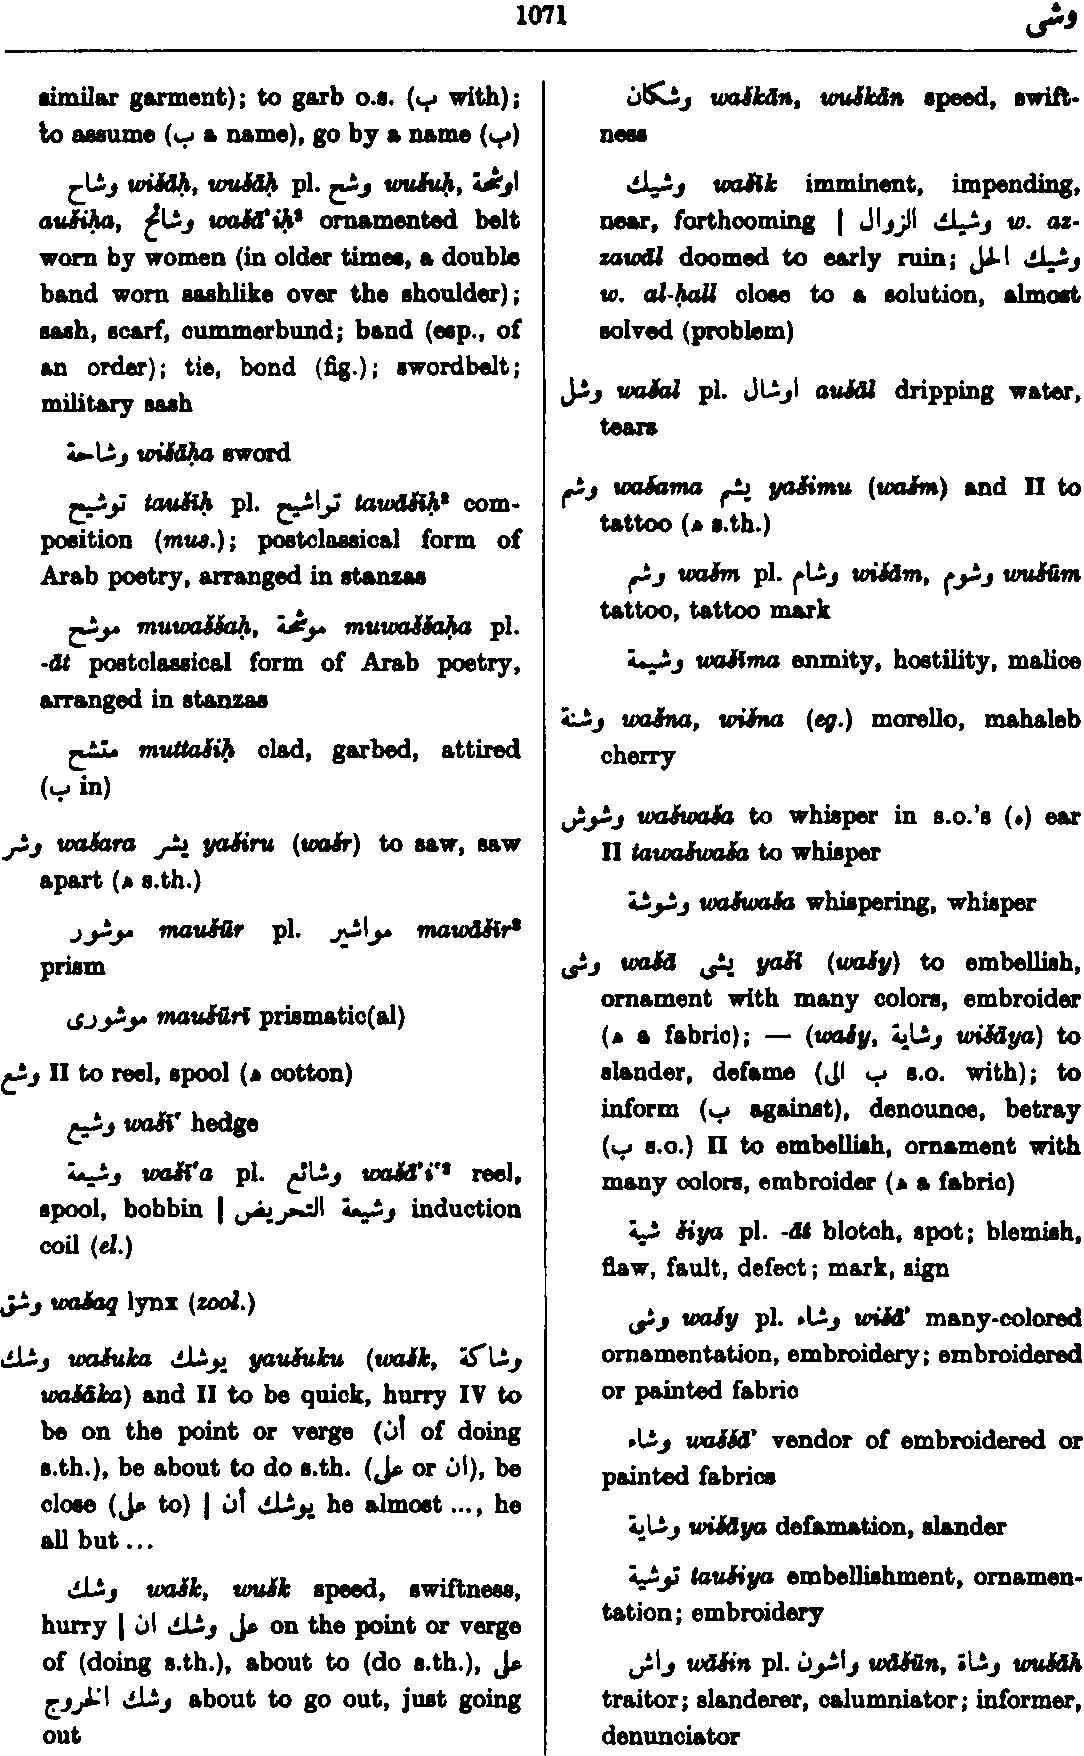 1071
وشى
similar garment); to garb o.s. (ب with);
to assume (ب a name), go by a name (ب)
وشاح wišāḥ, wušāḥ pl. وشح wušuḥ, اوشحة
aušiḥa, وشائح wašā'iḥ² ornamented belt
worn by women (in older times, a double
band worn sashlike over the shoulder);
sash, scarf, cummerbund; band (esp., of
an order); tie, bond (fig.); swordbelt;
military sash
وشاحة wišāḥa sword
توشيح taušīḥ pl. تواشيح tawāšīḥ² com-
position (mus.); postclassical form of
Arab poetry, arranged in stanzas
موشح muwaššaḥ, موشحة muwaššaḥa pl.
-āt postclassical form of Arab poetry,
arranged in stanzas
متشح muttašiḥ clad, garbed, attired
(ب in)
وشر wašara يشر yaširu (wašr) to saw, saw
apart (ه s.th.)
موشور maušūr pl. مواشير mawāšīr²
prism
موشورى maušūrī prismatic(al)
وشع II to reel, spool (ه cotton)
وشيع wašī‘ hedge
وشيعة wašī‘a pl. وشائع wašā'i‘² reel,
spool, bobbin | وشيعة التحريض induction
coil (el.)
وشق wašaq lynx (zool.)
وشك wašuka يوشك yaušuku (wašk, وشاكة
wašāka) and II to be quick, hurry IV to
be on the point or verge (أن of doing
s.th.), be about to do s.th. (على or ان), be
close (على to) | يوشك أن he almost ..., he
all but ...
وشك wašk, wušk speed, swiftness,
hurry | على وشك ان on the point or verge
of (doing s.th.), about to (do s.th.), على
وشك الخروج about to go out, just going
out
وشكان waškān, wuškān speed, swift-
ness
وشيك wašīk imminent, impending,
near, forthcoming | وشيك الزوال w. az-
zawāl doomed to early ruin; وشيك الحل
w. al-ḥall close to a solution, almost
solved (problem)
وشل wašal pl. اوشال aušāl dripping water,
tears
وشم wašama يشم yašimu (wašm) and II to
tattoo (ه s.th.)
وشم wašm pl. وشام wišām, وشوم wušūm
tattoo, tattoo mark
وشيمة wašīma enmity, hostility, malice
وشنة wašna, wišna (eg.) morello, mahaleb
cherry
وشوش wašwaša to whisper in s.o.'s (ه) ear
II tawašwaša to whisper
وشوشة wašwaša whispering, whisper
وشى wašā يشى yašī (wašy) to embellish,
ornament with many colors, embroider
(ه a fabric); — (wašy, وشاية wišāya) to
slander, defame (ب الى s.o. with); to
inform (ب against), denounce, betray
(ب s.o.) II to embellish, ornament with
many colors, embroider (ه a fabric)
شية šiya pl. -āt blotch, spot; blemish,
flaw, fault, defect; mark, sign
وشى wašy pl. وشاء wišā' many-colored
ornamentation, embroidery; embroidered
or painted fabric
وشاء waššā' vendor of embroidered or
painted fabrics
وشاية wišāya defamation, slander
توشية taušiya embellishment, ornamen-
tation; embroidery
واش wāšin pl. واشون wāšūn, وشاة wušāh
traitor; slanderer, calumniator; informer,
denunciator